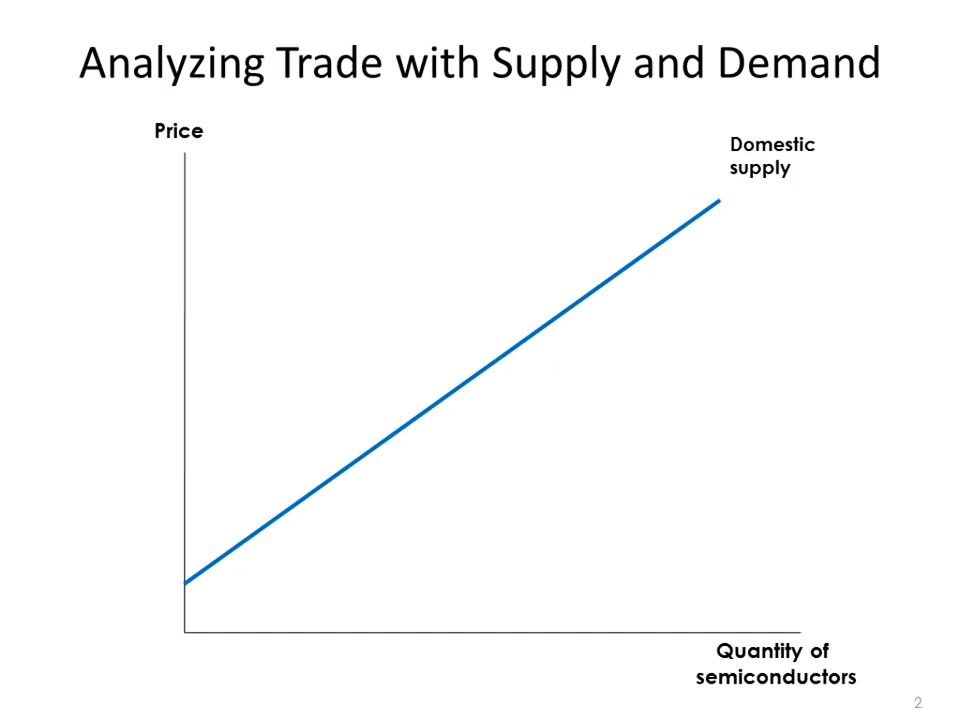 Analyzing Trade with Supply and Demand
Price
Domestic
supply
Quantity of
semiconductors
2